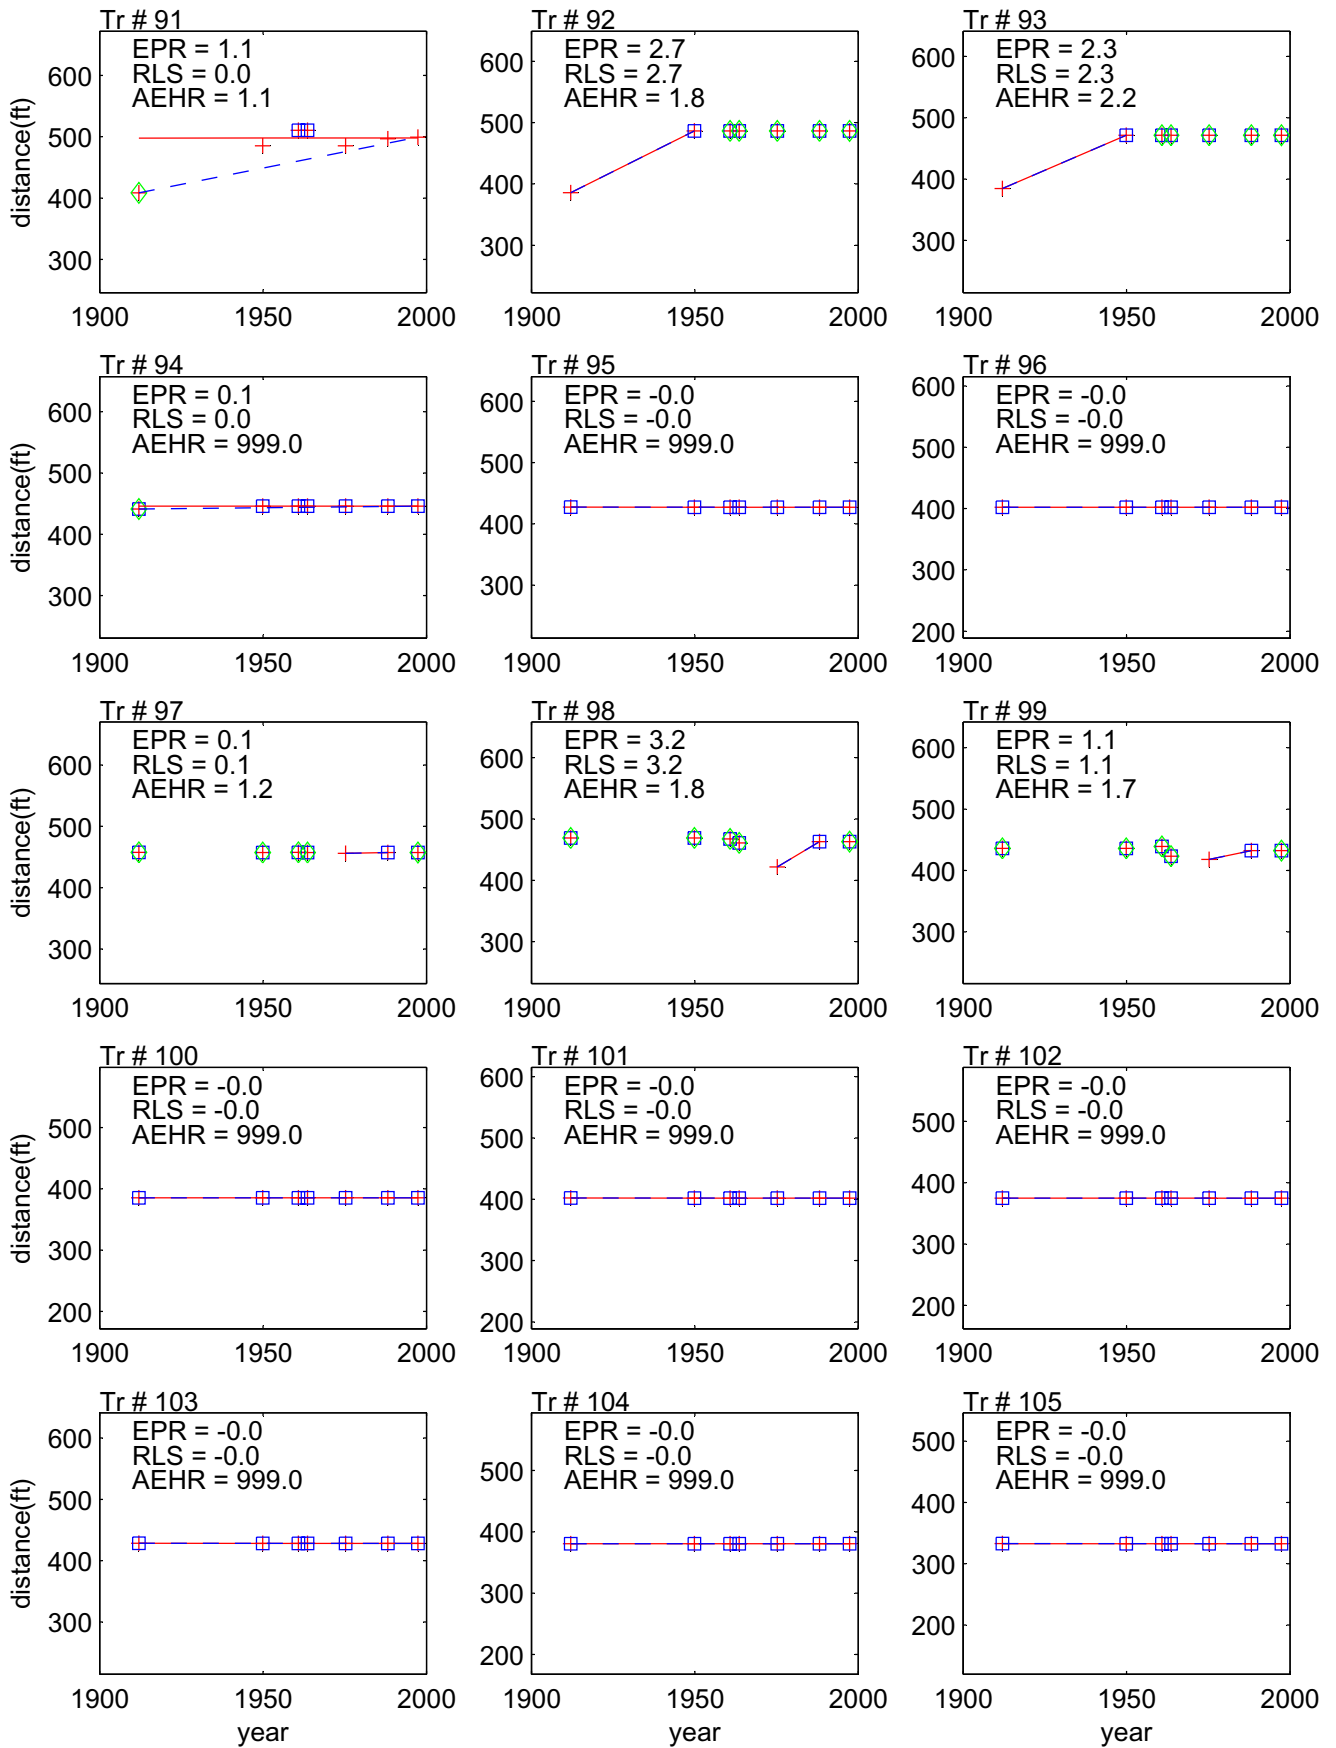 Tr # 91
EPR = 1.1
RLS = 0.0
AEHR = 1.1
600
500
400
300
distance(ft)
1900 1950 2000
Tr # 92
EPR = 2.7
RLS = 2.7
AEHR = 1.8
600
500
400
300
1900 1950 2000
Tr # 93
EPR = 2.3
RLS = 2.3
AEHR = 2.2
600
500
400
300
1900 1950 2000
Tr # 94
EPR = 0.1
RLS = 0.0
AEHR = 999.0
600
500
400
300
distance(ft)
1900 1950 2000
Tr # 95
EPR = -0.0
RLS = -0.0
AEHR = 999.0
600
500
400
300
1900 1950 2000
Tr # 96
EPR = -0.0
RLS = -0.0
AEHR = 999.0
600
500
400
300
200
1900 1950 2000
Tr # 97
EPR = 0.1
RLS = 0.1
AEHR = 1.2
600
500
400
300
distance(ft)
1900 1950 2000
Tr # 98
EPR = 3.2
RLS = 3.2
AEHR = 1.8
600
500
400
300
1900 1950 2000
Tr # 99
EPR = 1.1
RLS = 1.1
AEHR = 1.7
600
500
400
300
1900 1950 2000
Tr # 100
EPR = -0.0
RLS = -0.0
AEHR = 999.0
500
400
300
200
distance(ft)
1900 1950 2000
Tr # 101
EPR = -0.0
RLS = -0.0
AEHR = 999.0
600
500
400
300
200
1900 1950 2000
Tr # 102
EPR = -0.0
RLS = -0.0
AEHR = 999.0
500
400
300
200
1900 1950 2000
Tr # 103
EPR = -0.0
RLS = -0.0
AEHR = 999.0
600
500
400
300
distance(ft)
1900 1950 2000
year
Tr # 104
EPR = -0.0
RLS = -0.0
AEHR = 999.0
500
400
300
200
1900 1950 2000
year
Tr # 105
EPR = -0.0
RLS = -0.0
AEHR = 999.0
500
400
300
200
1900 1950 2000
year